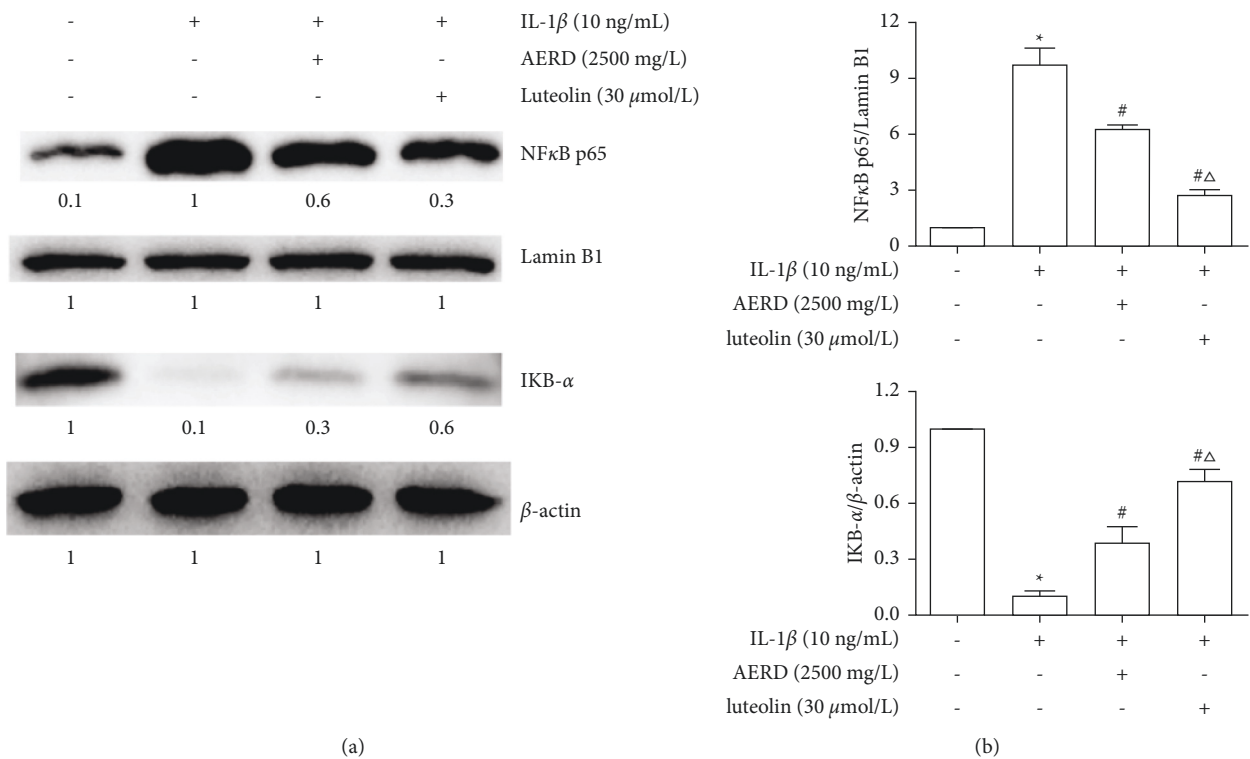 - + + + IL-1β (10 ng/mL)
- - + - AERD (2500 mg/L)
- - - + Luteolin (30 μmol/L)
NFκB p65
0.1 1 0.6 0.3
Lamin B1
1 1 1 1
IKB-α
1 0.1 0.3 0.6
β-actin
1 1 1 1
(a)
NFκB p65/Lamin B1
12
9
6
3
0
*
#
#△
IL-1β (10 ng/mL) - + + +
AERD (2500 mg/L) - - + -
luteolin (30 μmol/L) - - - +
IKB-α/β-actin
1.2
0.9
0.6
0.3
0.0
*
#
#△
IL-1β (10 ng/mL) - + + +
AERD (2500 mg/L) - - + -
luteolin (30 μmol/L) - - - +
(b)